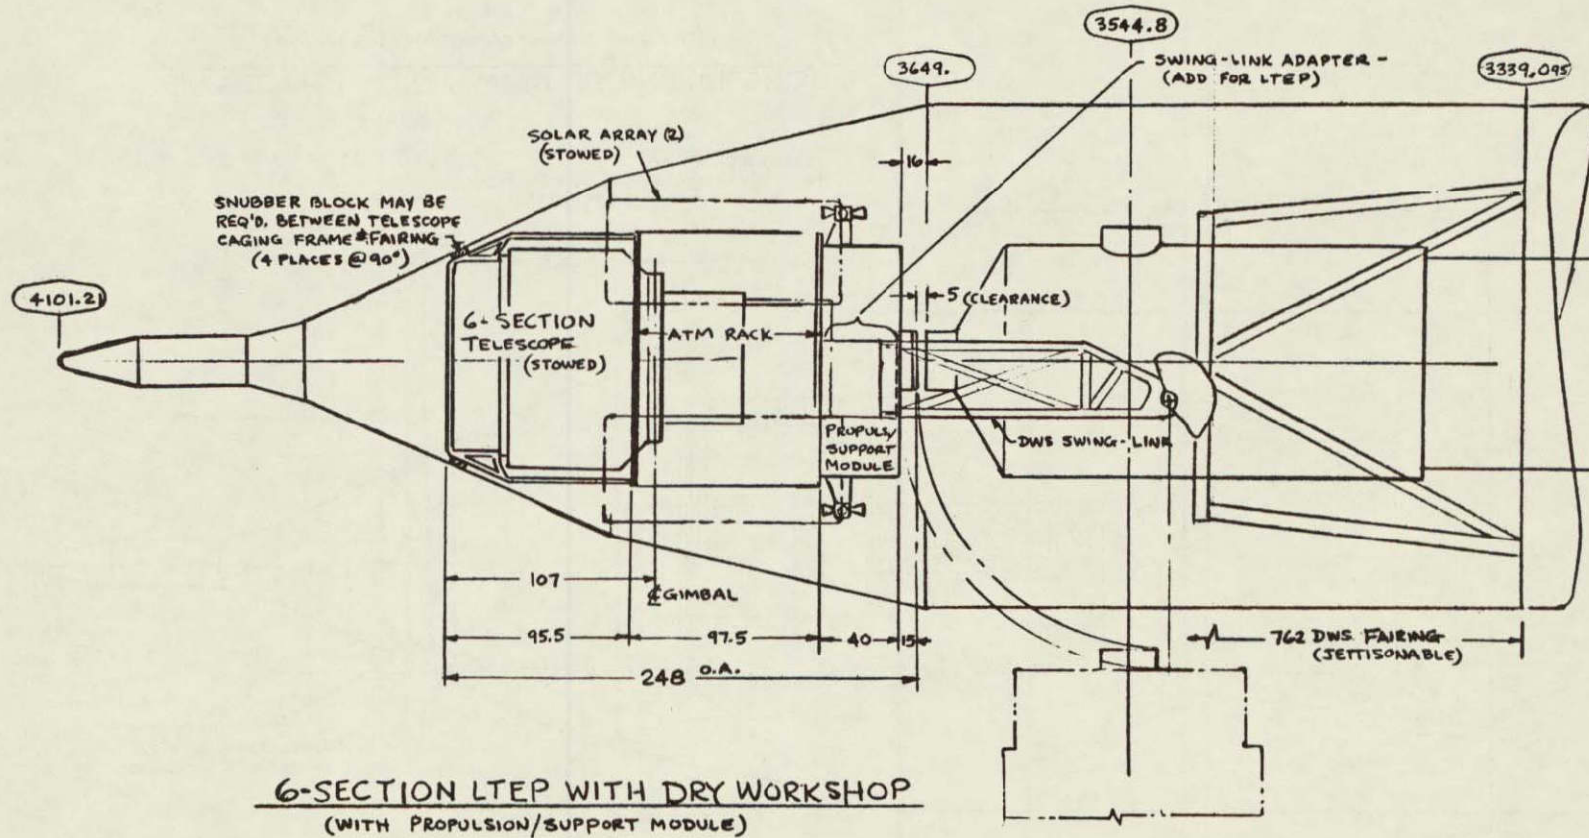 3544.8
3649.
SWING-LINK ADAPTER -
(ADD FOR LTEP)
3339.095
SOLAR ARRAY (2)
(STOWED)
16
SNUBBER BLOCK MAY BE
REQ'D. BETWEEN TELESCOPE
CAGING FRAME & FAIRING
(4 PLACES @ 90°)
4101.21
5 (CLEARANCE)
6-SECTION
TELESCOPE
(STOWED)
ATM RACK
PROPULS/
SUPPORT
MODULE
DWS SWING-LINK
107
℄ GIMBAL
95.5
97.5
40
15
762 DWS FAIRING
(JETTISONABLE)
248 O.A.
6-SECTION LTEP WITH DRY WORKSHOP
(WITH PROPULSION/SUPPORT MODULE)